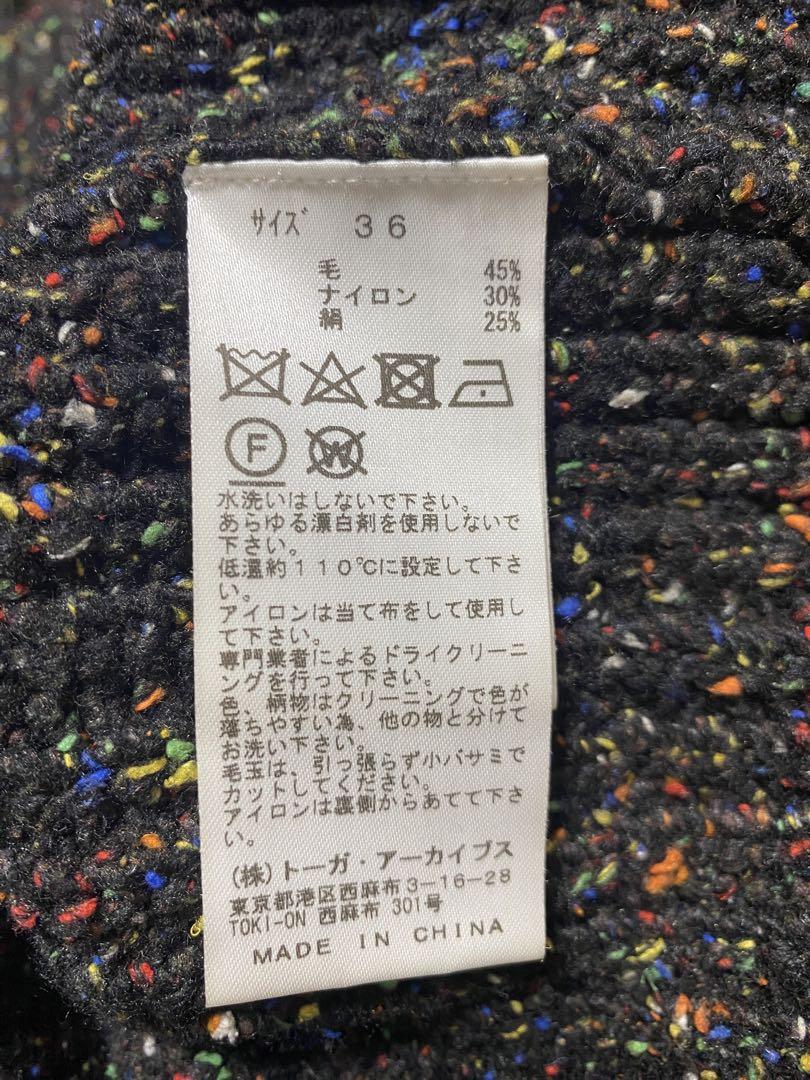 ｻｲｽﾞ 36
毛 45%
ナイロン 30%
絹 25%
F
W
水洗いはしないで下さい。
あらゆる漂白剤を使用しないで
下さい。
低温約110℃に設定して下さ
い。
アイロンは当て布をして使用し
て下さい。
専門業者によるドライクリーニ
ングを行って下さい。
色、柄物はクリーニングで色が
落ちやすい為、他の物と分けて
お洗い下さい。
毛玉は、引っ張らず小バサミで
カットしてください。
アイロンは裏側からあてて下さ
い。
(株)トーガ・アーカイブス
東京都港区西麻布3-16-28
TOKI-ON 西麻布 301号
MADE IN CHINA